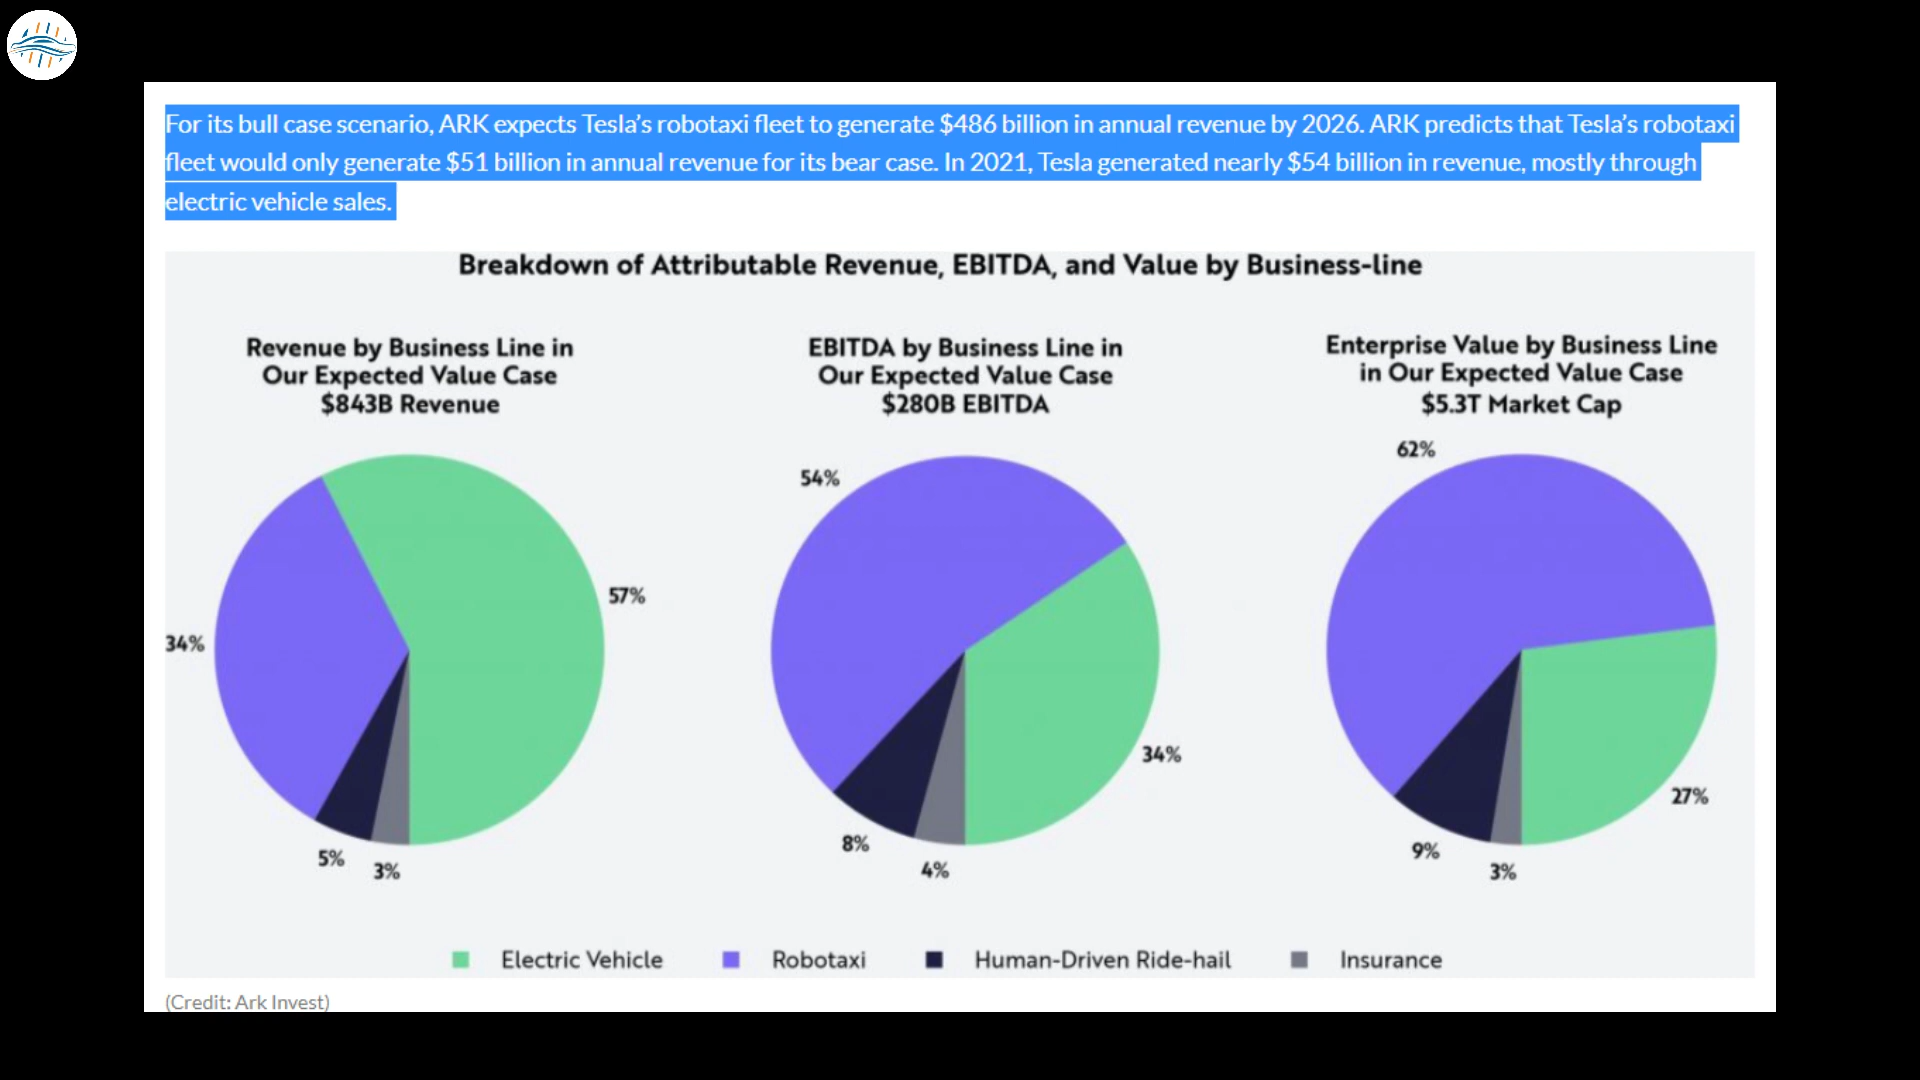 For its bull case scenario, ARK expects Tesla’s robotaxi fleet to generate $486 billion in annual revenue by 2026. ARK predicts that Tesla’s robotaxi
fleet would only generate $51 billion in annual revenue for its bear case. In 2021, Tesla generated nearly $54 billion in revenue, mostly through
electric vehicle sales.
Breakdown of Attributable Revenue, EBITDA, and Value by Business-line
Revenue by Business Line in
Our Expected Value Case
$843B Revenue
34%
57%
5%
3%
EBITDA by Business Line in
Our Expected Value Case
$280B EBITDA
54%
34%
8%
4%
Enterprise Value by Business Line
in Our Expected Value Case
$5.3T Market Cap
62%
27%
9%
3%
Electric Vehicle
Robotaxi
Human-Driven Ride-hail
Insurance
(Credit: Ark Invest)